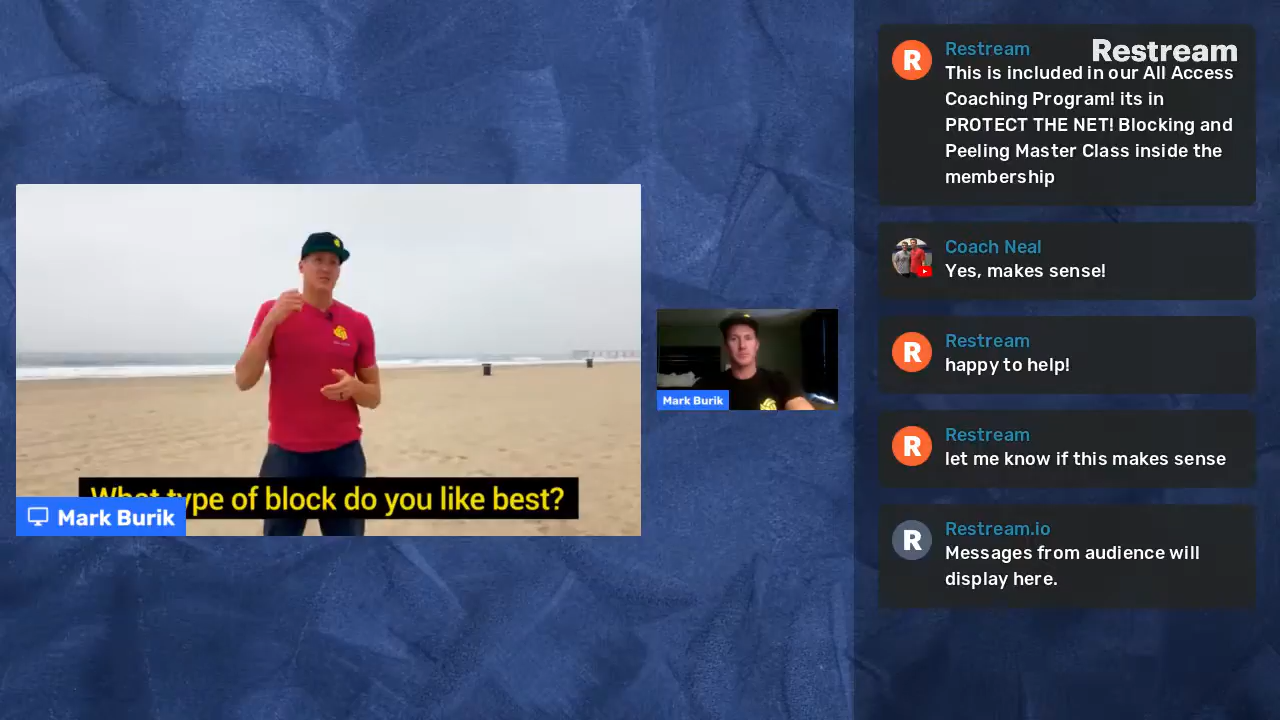 What type of block do you like best?
Mark Burik
Mark Burik
Restream
Restream
This is included in our All Access
Coaching Program! its in
PROTECT THE NET! Blocking and
Peeling Master Class inside the
membership
Coach Neal
Yes, makes sense!
Restream
happy to help!
Restream
let me know if this makes sense
Restream.io
Messages from audience will
display here.